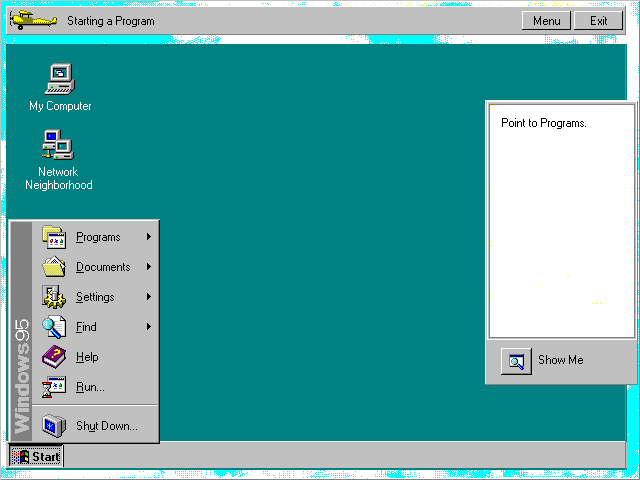 Starting a Program
Menu
Exit
My Computer
Network
Neighborhood
Point to Programs.
Show Me
Programs
Documents
Settings
Find
Help
Run...
Shut Down...
Windows95
Start